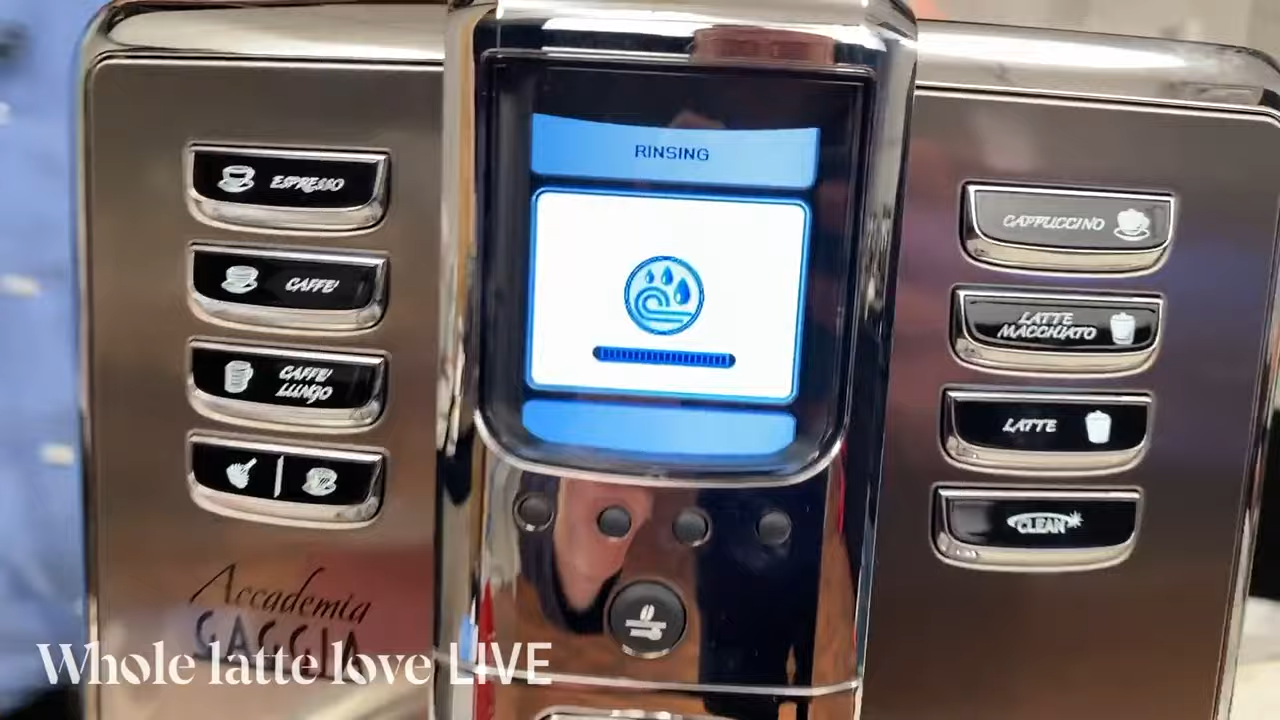 RINSING
ESPRESSO
CAFFE'
CAFFE'
LUNGO
CAPPUCCINO
LATTE
MACCHIATO
LATTE
CLEAN
Accademia
GAGGIA
Whole latte love LIVE